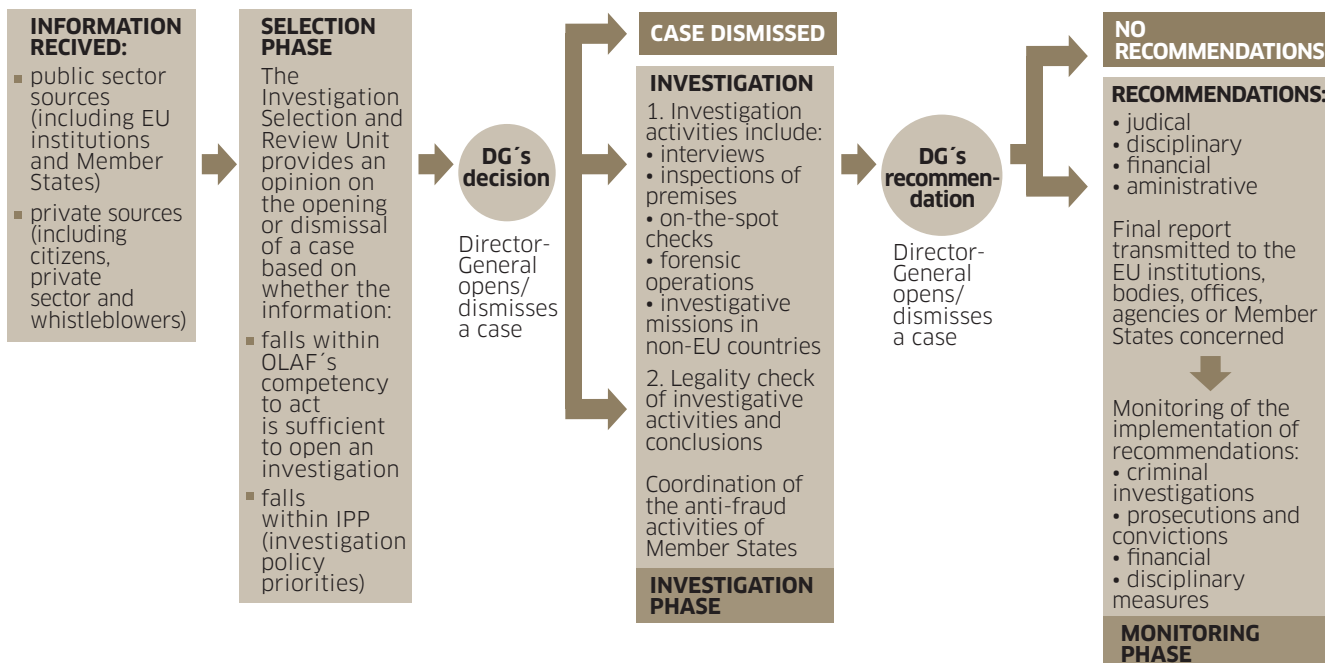 INFORMATION
RECIVED:
▪ public sector
sources
(including EU
institutions
and Member
States)
▪ private sources
(including
citizens,
private
sector and
whistleblowers)
SELECTION
PHASE
The
Investigation
Selection and
Review Unit
provides an
opinion on
the opening
or dismissal
of a case
based on
whether the
information:
▪ falls within
OLAF´s
competency
to act
is sufficient
to open an
investigation
▪ falls
within IPP
(investigation
policy
priorities)
DG´s
decision
Director-
General
opens/
dismisses
a case
CASE DISMISSED
INVESTIGATION
1. Investigation
activities include:
• interviews
• inspections of
premises
• on-the-spot
checks
• forensic
operations
• investigative
missions in
non-EU countries
2. Legality check
of investigative
activities and
conclusions
Coordination of
the anti-fraud
activities of
Member States
INVESTIGATION
PHASE
DG´s
recommen-
dation
Director-
General
opens/
dismisses
a case
NO
RECOMMENDATIONS
RECOMMENDATIONS:
• judical
• disciplinary
• financial
• aministrative
Final report
transmitted to the
EU institutions,
bodies, offices,
agencies or Member
States concerned
Monitoring of the
implementation of
recommendations:
• criminal
investigations
• prosecutions and
convictions
• financial
• disciplinary
measures
MONITORING
PHASE